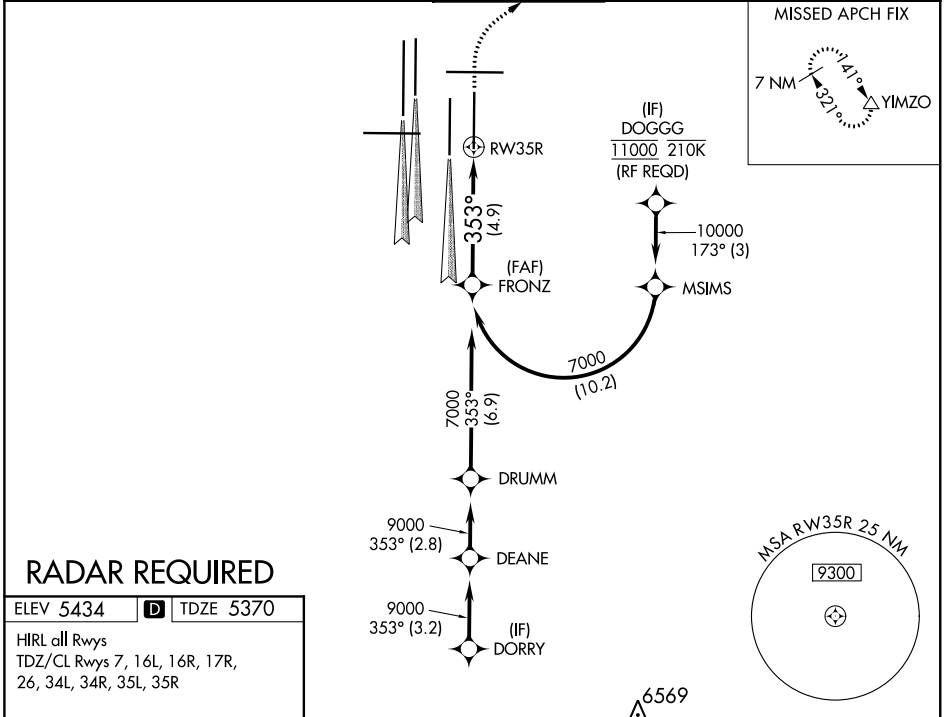 MISSED APCH FIX
7 NM
141°
321°
YIMZO
(IF)
DOGGG
11000 210K
(RF REQD)
RW35R
353°
(4.9)
10000
173° (3)
(FAF)
FRONZ
MSIMS
7000
(10.2)
7000
353°
(6.9)
DRUMM
9000
353° (2.8)
DEANE
9000
353° (3.2)
(IF)
DORRY
MSA RW35R 25 NM
9300
RADAR REQUIRED
ELEV 5434 D TDZE 5370
HIRL all Rwys
TDZ/CL Rwys 7, 16L, 16R, 17R,
26, 34L, 34R, 35L, 35R
6569